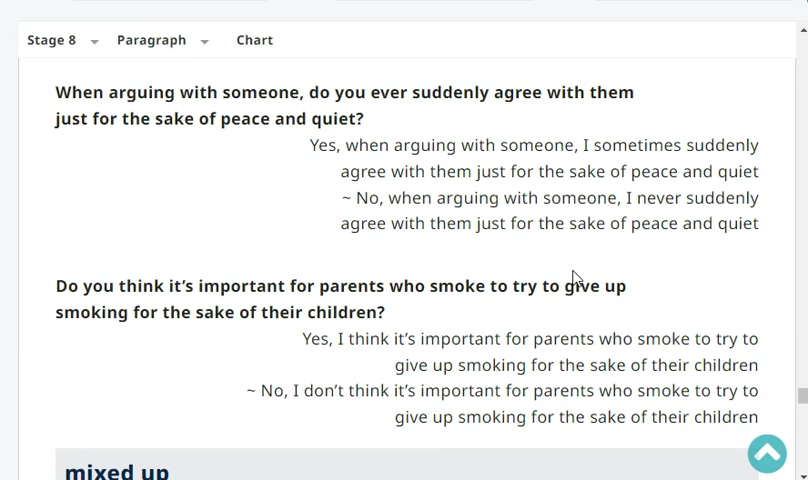 Stage 8 Paragraph Chart
When arguing with someone, do you ever suddenly agree with them
just for the sake of peace and quiet?
Yes, when arguing with someone, I sometimes suddenly
agree with them just for the sake of peace and quiet
~ No, when arguing with someone, I never suddenly
agree with them just for the sake of peace and quiet
Do you think it’s important for parents who smoke to try to give up
smoking for the sake of their children?
Yes, I think it’s important for parents who smoke to try to
give up smoking for the sake of their children
~ No, I don’t think it’s important for parents who smoke to try to
give up smoking for the sake of their children
mixed up